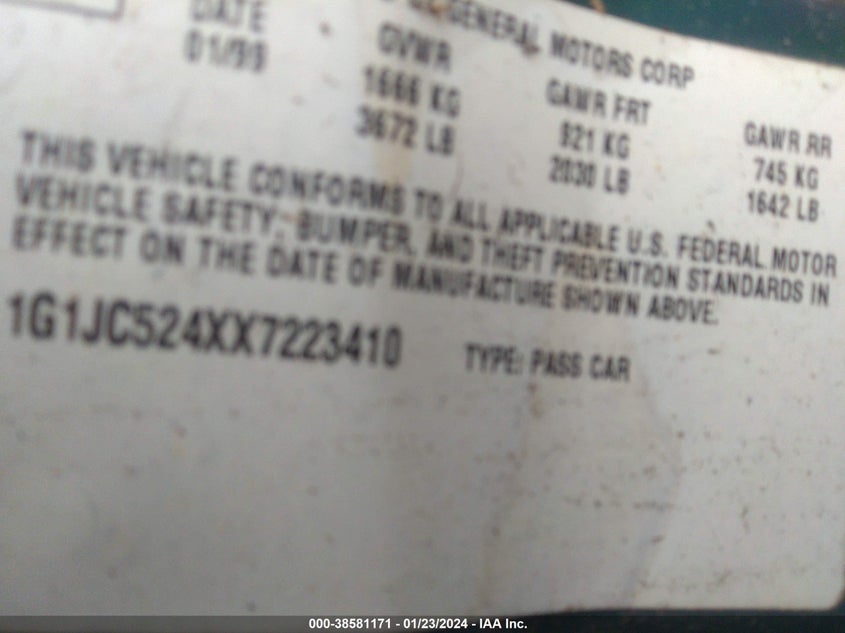 GENERAL MOTORS CORP
DATE GVWR GAWR FRT GAWR RR
01/99 1666 KG 921 KG 745 KG
3672 LB 2030 LB 1642 LB
THIS VEHICLE CONFORMS TO ALL APPLICABLE U.S. FEDERAL MOTOR
VEHICLE SAFETY, BUMPER, AND THEFT PREVENTION STANDARDS IN
EFFECT ON THE DATE OF MANUFACTURE SHOWN ABOVE.
1G1JC524XX7223410 TYPE: PASS CAR
000-38581171 - 01/23/2024 - IAA Inc.